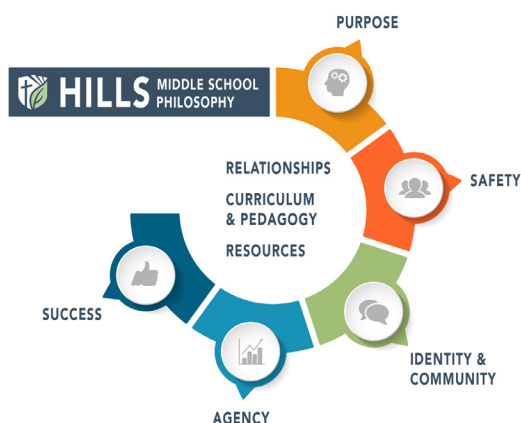 PURPOSE
HILLS MIDDLE SCHOOL
PHILOSOPHY
RELATIONSHIPS
CURRICULUM
& PEDAGOGY
RESOURCES
SAFETY
SUCCESS
IDENTITY &
COMMUNITY
AGENCY